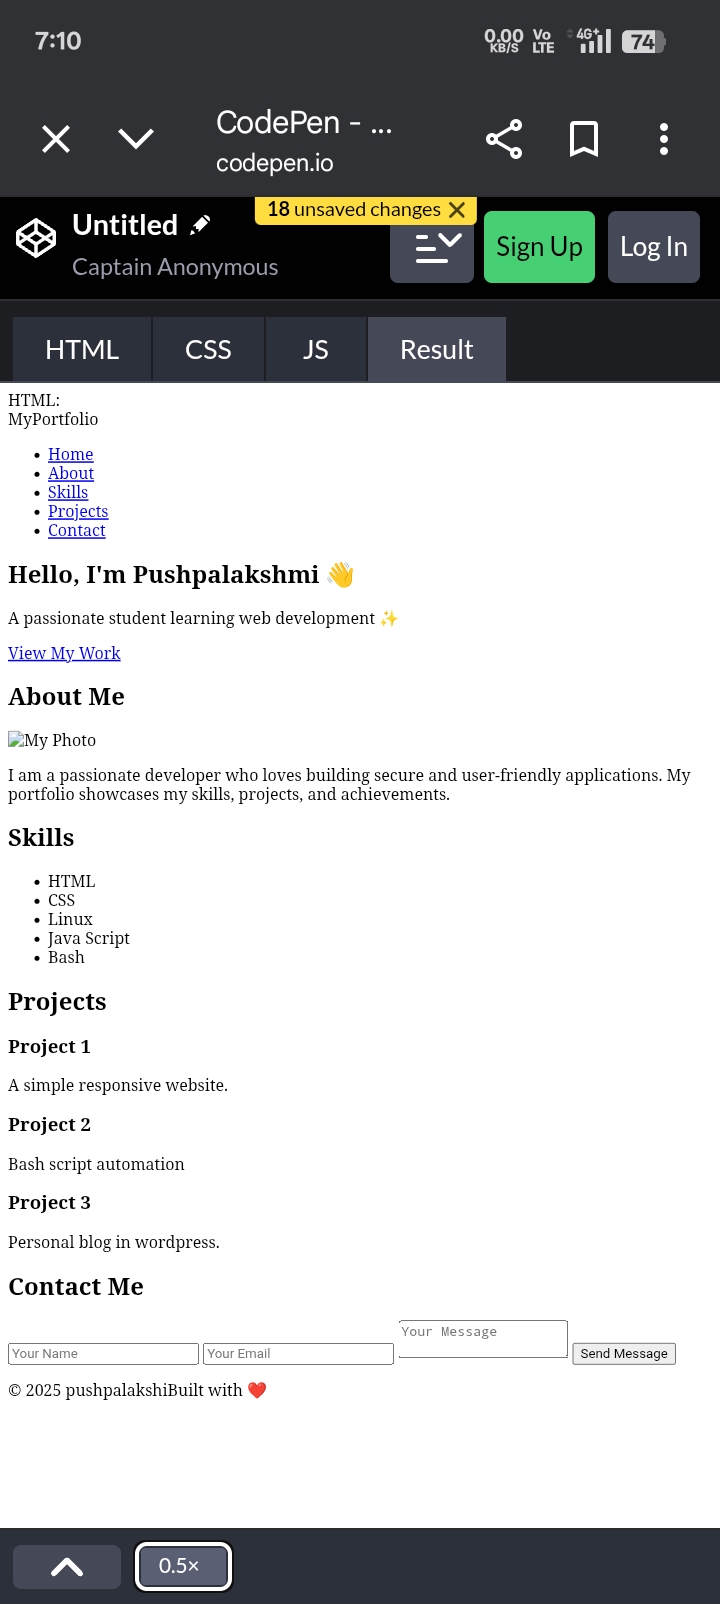 7:10
0.00 KB/S Vo LTE 4G+ 74
CodePen - ...
codepen.io
18 unsaved changes
Untitled
Captain Anonymous
Sign Up
Log In
HTML CSS JS Result
HTML:
MyPortfolio
• Home
• About
• Skills
• Projects
• Contact
Hello, I'm Pushpalakshmi 👋
A passionate student learning web development ✨
View My Work
About Me
My Photo
I am a passionate developer who loves building secure and user-friendly applications. My
portfolio showcases my skills, projects, and achievements.
Skills
• HTML
• CSS
• Linux
• Java Script
• Bash
Projects
Project 1
A simple responsive website.
Project 2
Bash script automation
Project 3
Personal blog in wordpress.
Contact Me
Your Name Your Email Your Message Send Message
© 2025 pushpalakshiBuilt with ❤️
0.5×